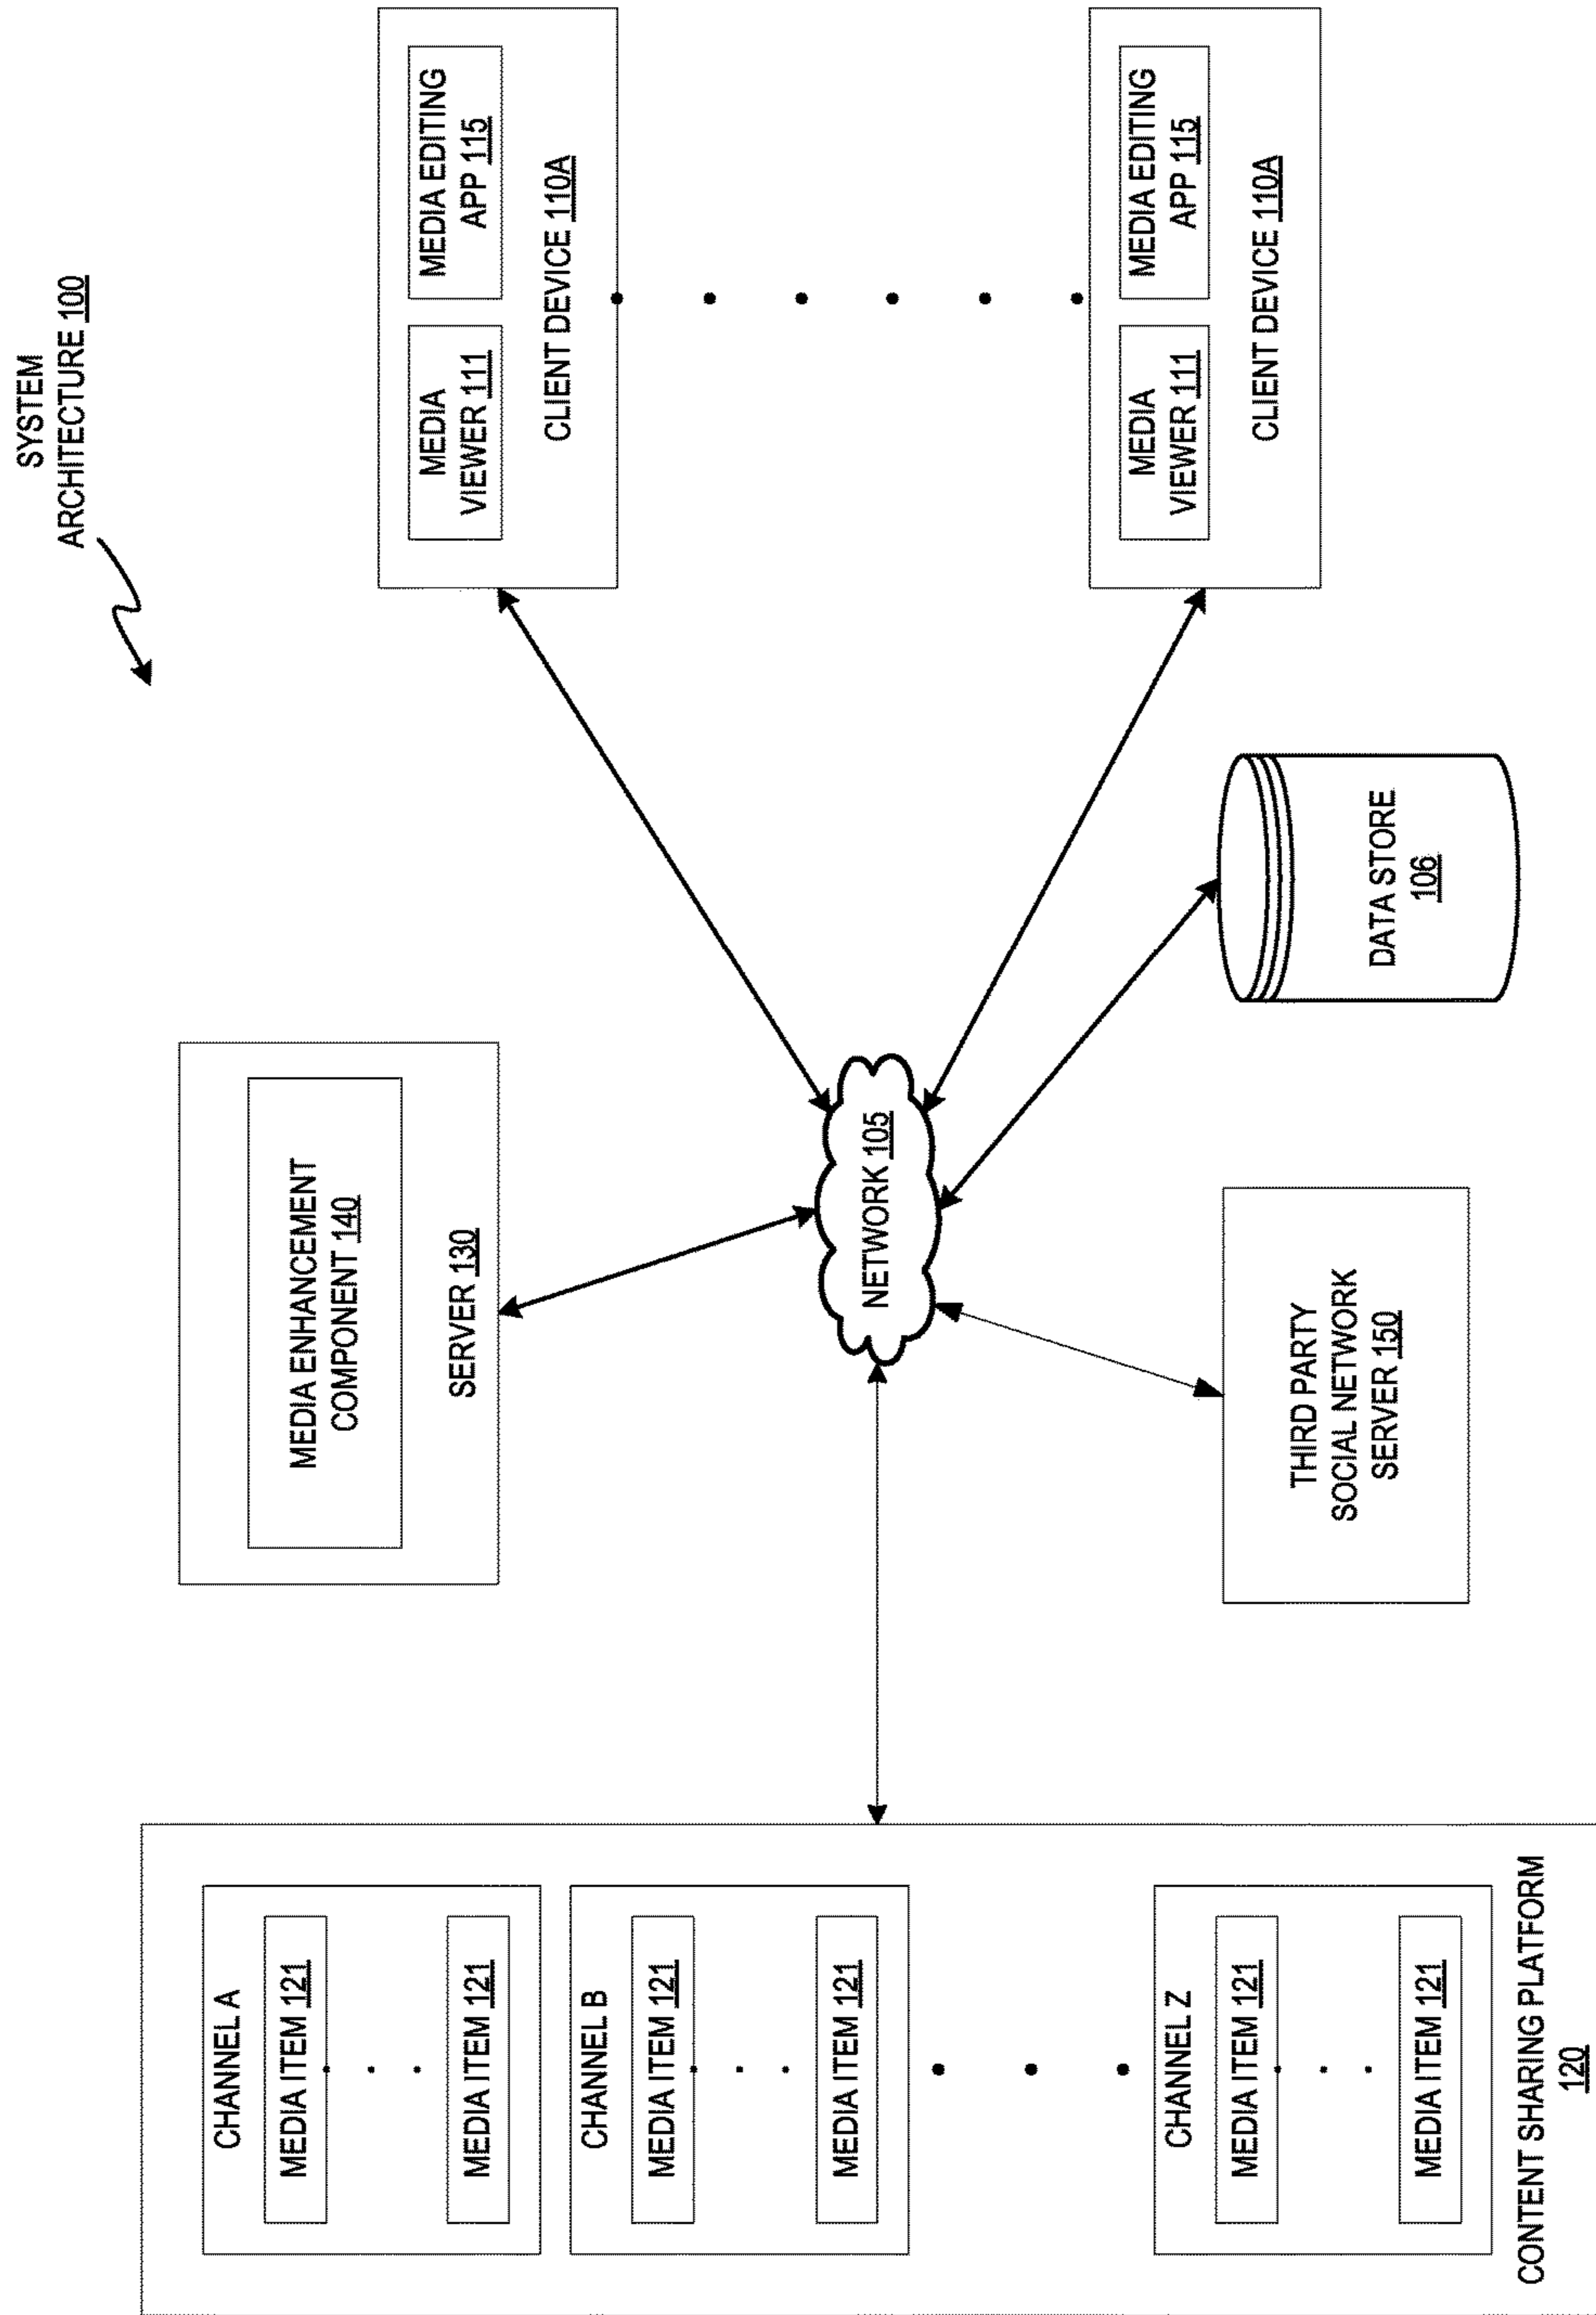 SYSTEM
ARCHITECTURE 100
CHANNEL A
MEDIA ITEM 121
MEDIA ITEM 121
CHANNEL B
MEDIA ITEM 121
MEDIA ITEM 121
CHANNEL Z
MEDIA ITEM 121
MEDIA ITEM 121
CONTENT SHARING PLATFORM
120
MEDIA ENHANCEMENT
COMPONENT 140
SERVER 130
NETWORK 105
THIRD PARTY
SOCIAL NETWORK
SERVER 150
DATA STORE
106
MEDIA
VIEWER 111
MEDIA EDITING
APP 115
CLIENT DEVICE 110A
MEDIA
VIEWER 111
MEDIA EDITING
APP 115
CLIENT DEVICE 110A